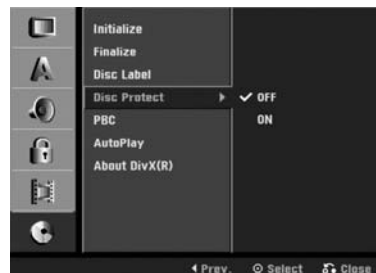 Initialize
Finalize
Disc Label
Disc Protect
✓ OFF
PBC
ON
AutoPlay
About DivX(R)
Prev.
Select
Close